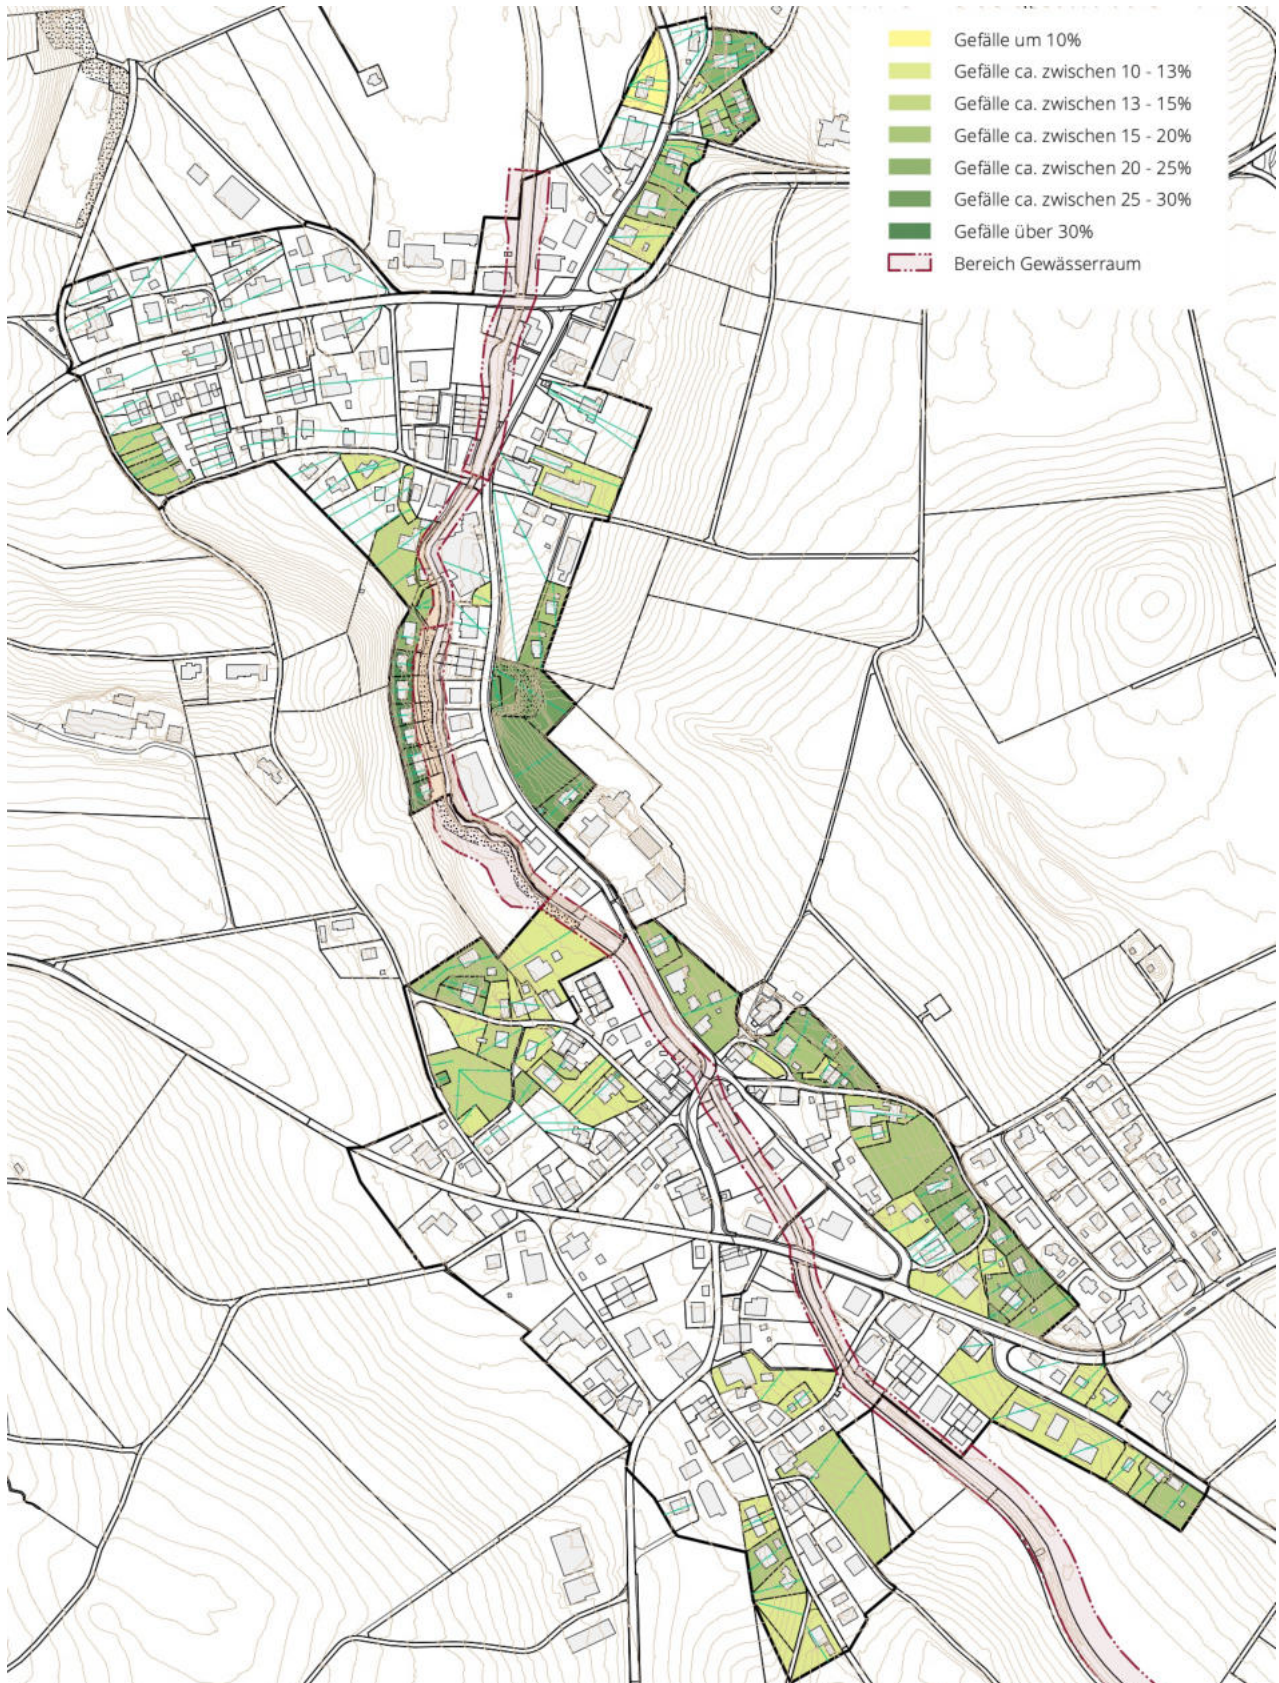 Gefälle um 10%
Gefälle ca. zwischen 10 - 13%
Gefälle ca. zwischen 13 - 15%
Gefälle ca. zwischen 15 - 20%
Gefälle ca. zwischen 20 - 25%
Gefälle ca. zwischen 25 - 30%
Gefälle über 30%
Bereich Gewässerraum